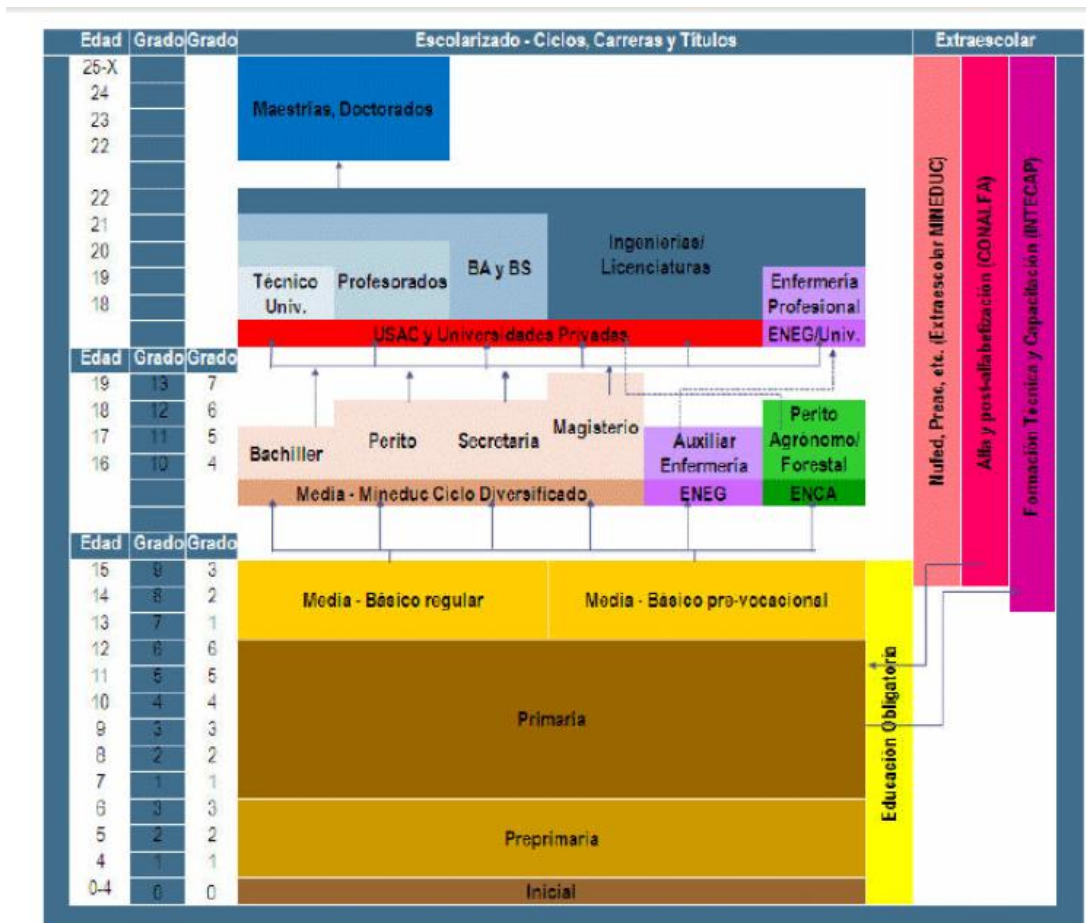 Edad Grado Grado Escolarizado - Ciclos, Carreras y Títulos Extraescolar
25-X
24
23
22
Maestrías, Doctorados
22
21
20
19
18
Técnico
Univ.
Profesorados
BA y BS
Ingenierías/
Licenciaturas
Enfermería
Profesional
USAC y Universidades Privadas
ENEG/Univ.
Edad Grado Grado
19 13 7
18 12 6
17 11 5
16 10 4
Bachiller
Perito
Secretaria
Magisterio
Auxiliar
Enfermería
Perito
Agrónomo/
Forestal
Media - Mineduc Ciclo Diversificado
ENEG
ENCA
Edad Grado Grado
15 9 3
14 8 2
13 7 1
12 6 6
11 5 5
10 4 4
9 3 3
8 2 2
7 1 1
6 3 3
5 2 2
4 1 1
0-4 0 0
Media - Básico regular
Media - Básico pre-vocacional
Primaria
Preprimaria
Inicial
Educación Obligatoria
Nufed, Preac, etc. (Extraescolar MINEDUC)
Alfa y post-alfabetización (CONALFA)
Formación Técnica y Capacitación (INTECAP)